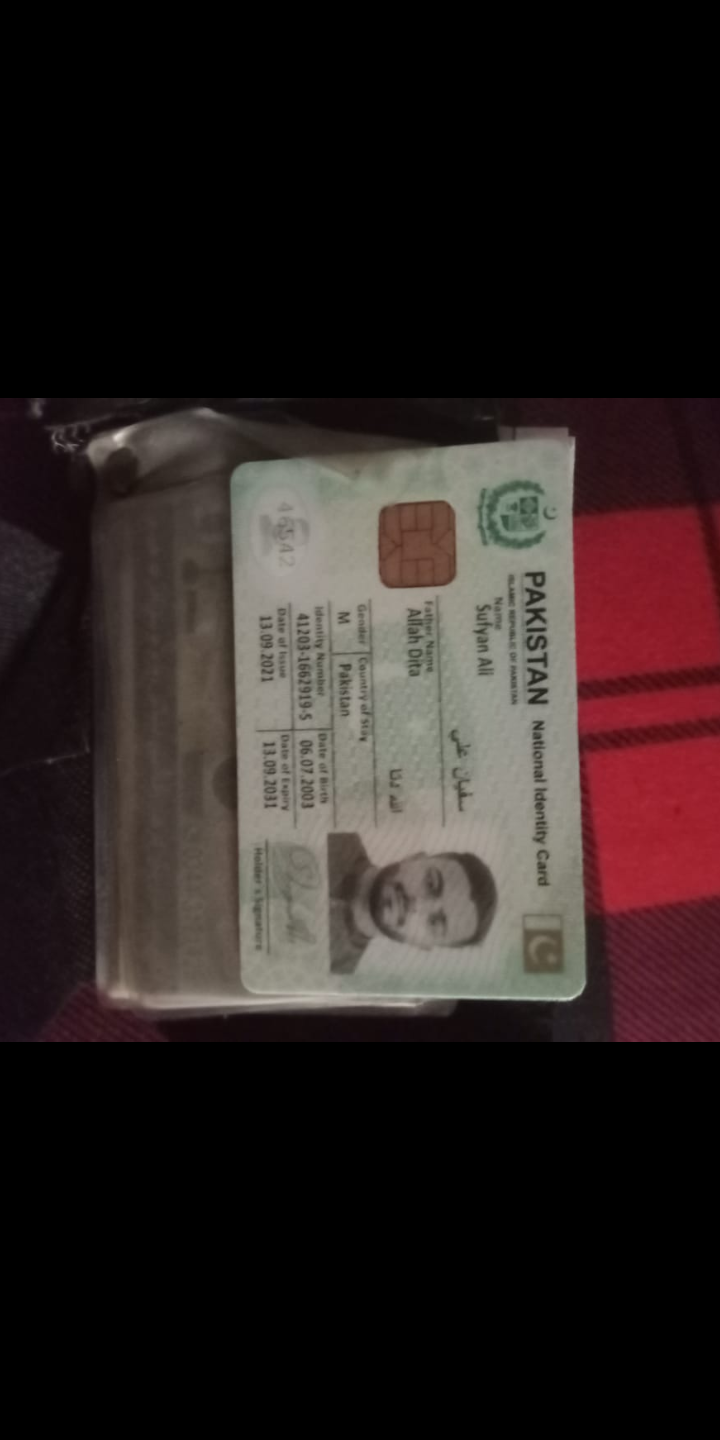 PAKISTAN National Identity Card
ISLAMIC REPUBLIC OF PAKISTAN
Name
Sufyan Ali
سفیان علی
Father Name
Allah Dita
اللہ دتا
Gender Country of Stay
M Pakistan
Identity Number Date of Birth
41203-1662919-5 06.07.2003
Date of Issue Date of Expiry
13.09.2021 13.09.2031
Holder's Signature